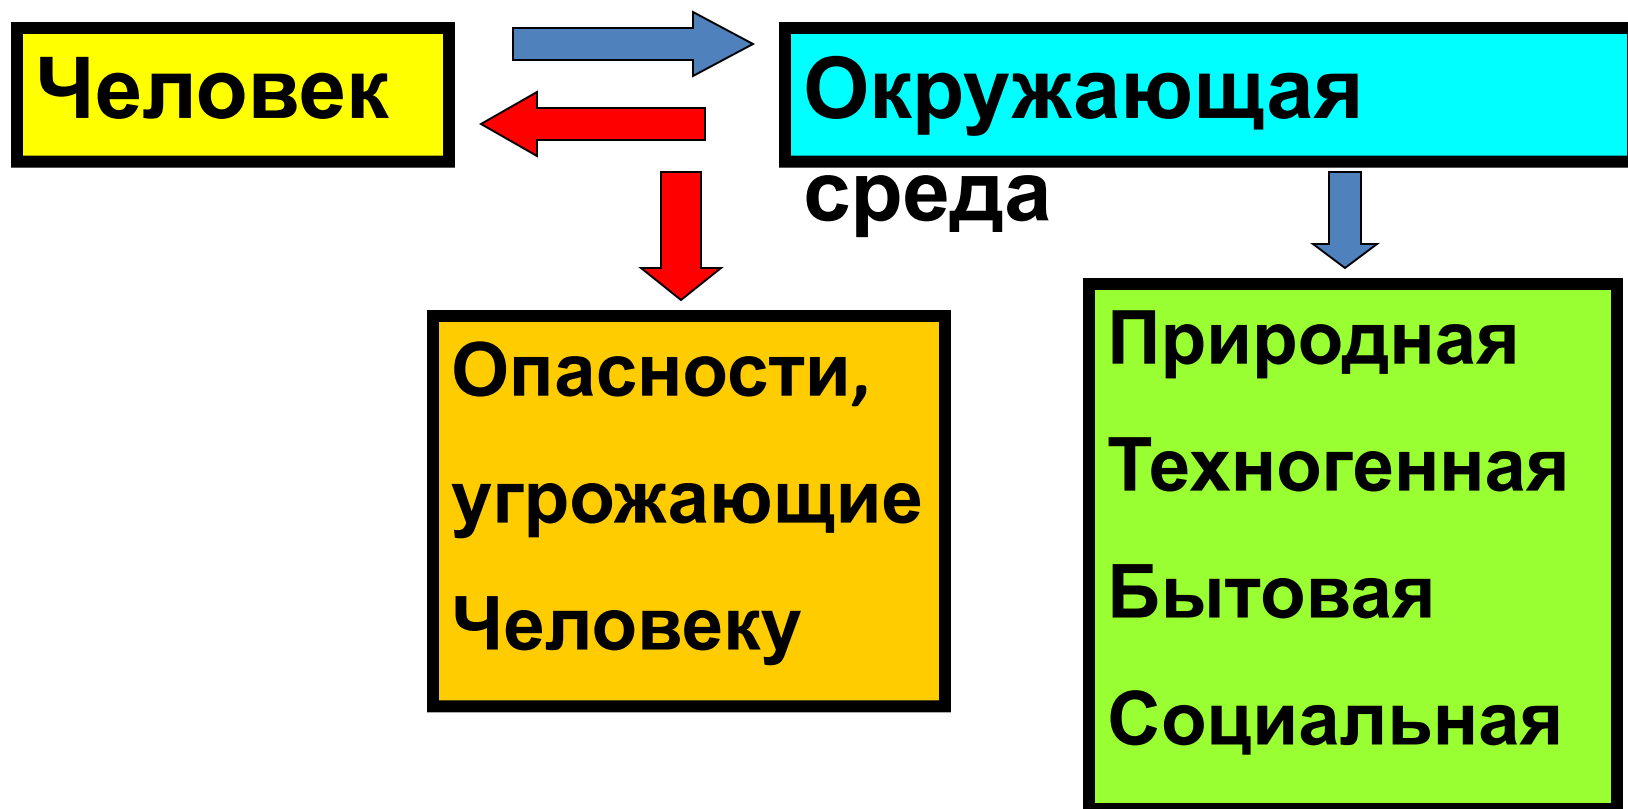 Человек
Окружающая
среда
Опасности,
угрожающие
Человеку
Природная
Техногенная
Бытовая
Социальная